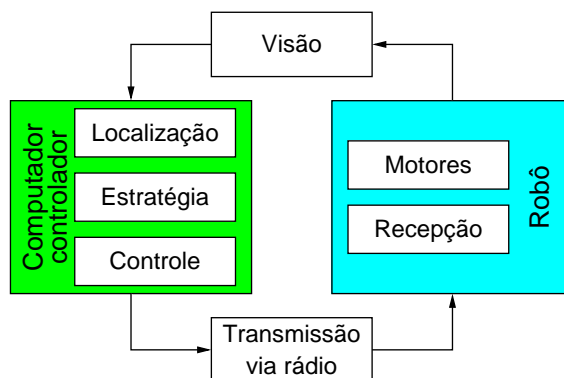 Visão
Computador
controlador
Localização
Estratégia
Controle
Motores
Recepção
Robô
Transmissão
via rádio